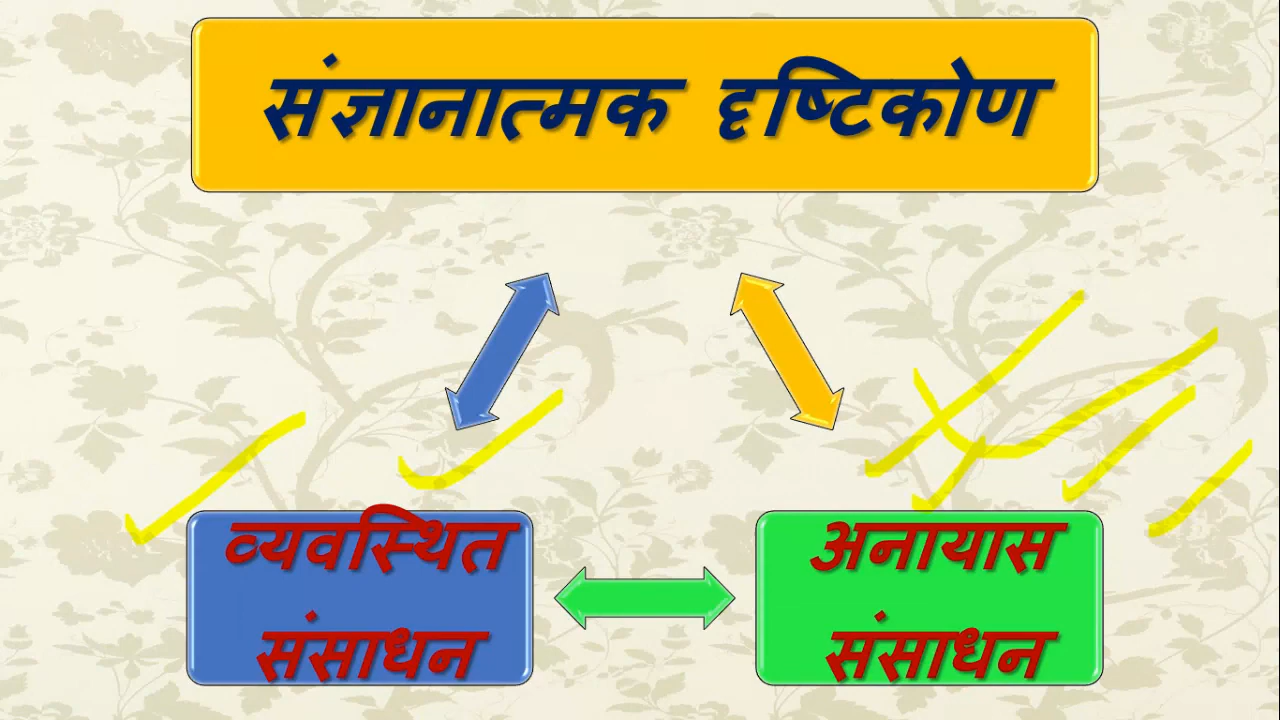 संज्ञानात्मक दृष्टिकोण
व्यवस्थित
संसाधन
अनायास
संसाधन